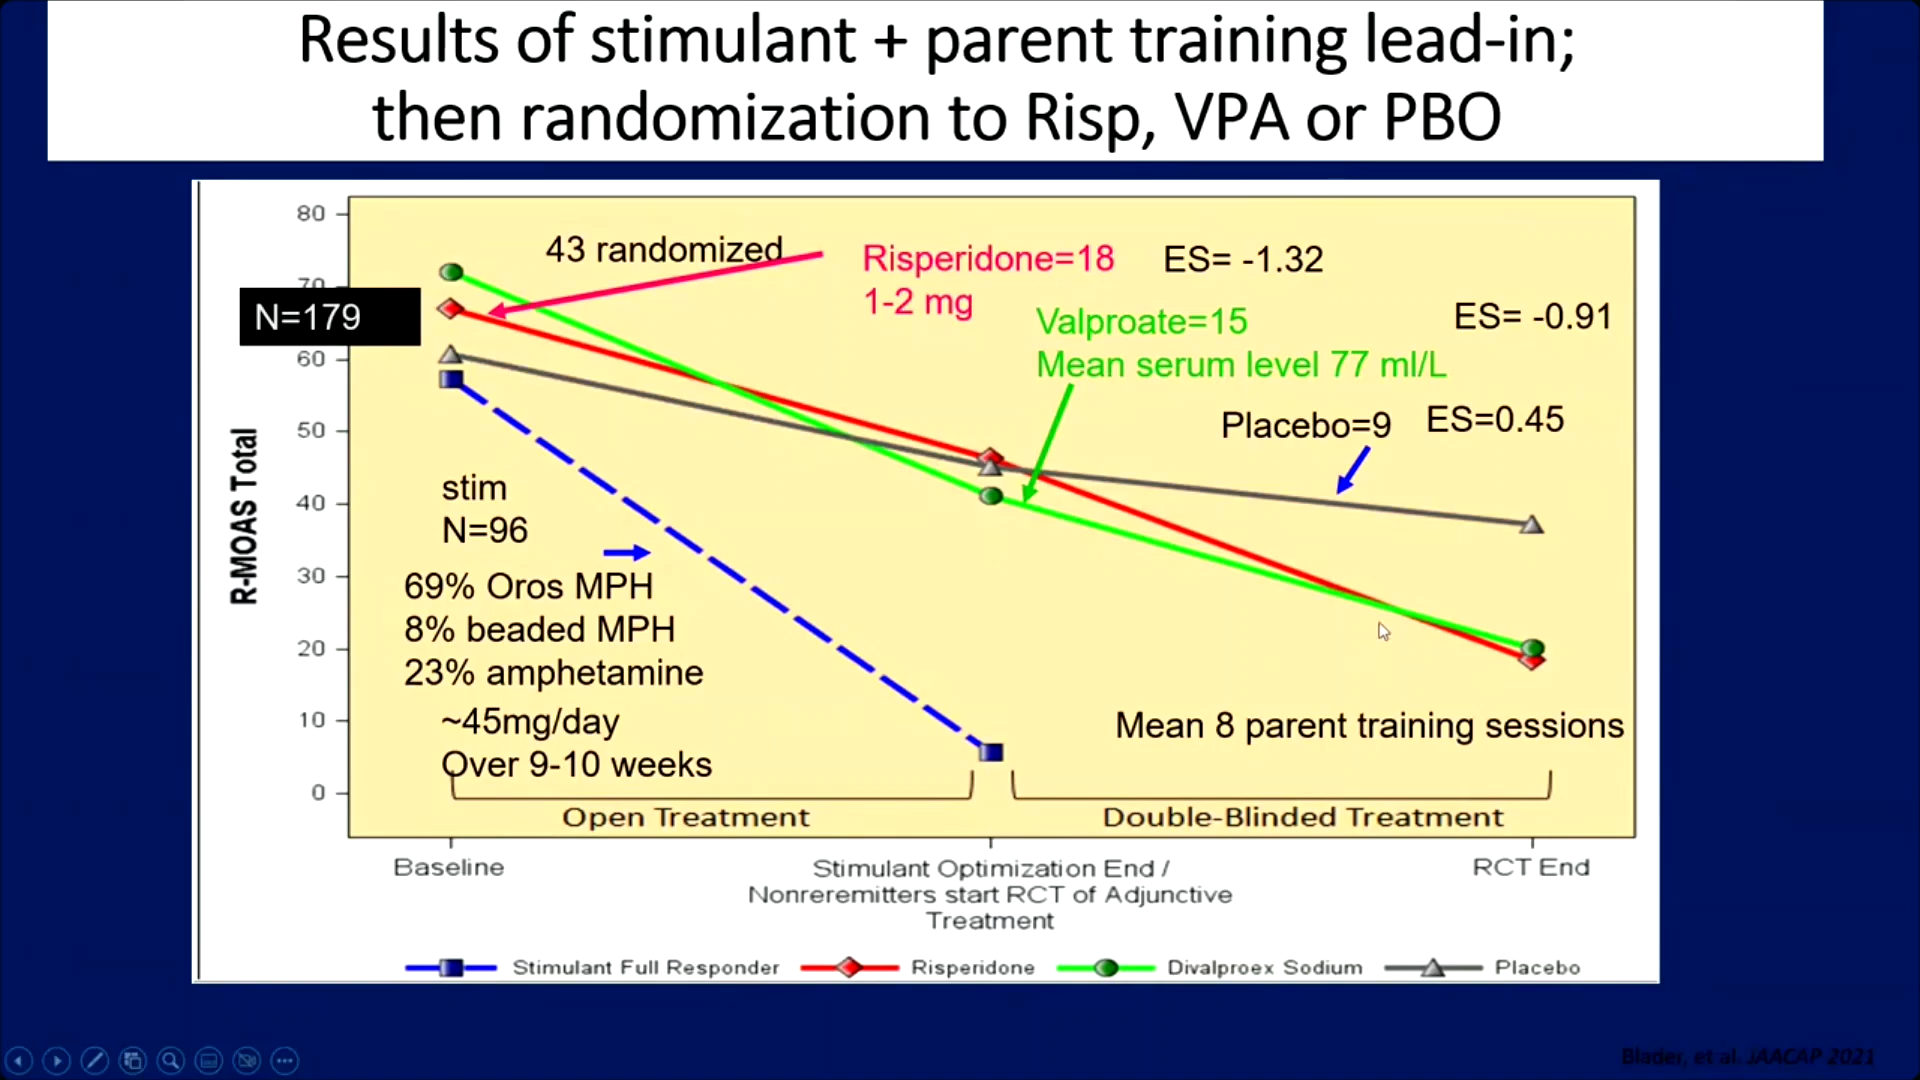 Results of stimulant + parent training lead-in;
then randomization to Risp, VPA or PBO
80
70
60
50
40
30
20
10
0
R-MOAS Total
N=179
43 randomized
Risperidone=18
1-2 mg
ES= -1.32
Valproate=15
Mean serum level 77 ml/L
ES= -0.91
Placebo=9
ES=0.45
stim
N=96
69% Oros MPH
8% beaded MPH
23% amphetamine
~45mg/day
Over 9-10 weeks
Mean 8 parent training sessions
Open Treatment
Double-Blinded Treatment
Baseline
Stimulant Optimization End /
Nonreremitters start RCT of Adjunctive
Treatment
RCT End
Stimulant Full Responder
Risperidone
Divalproex Sodium
Placebo
Blader, et al. JAACAP 2021